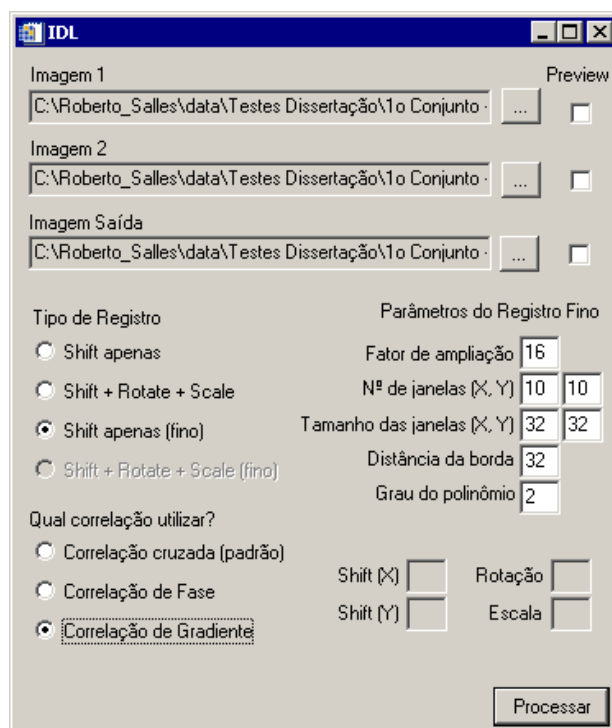 IDL
Imagem 1
Preview
C:\Roberto_Salles\data\Testes Dissertação\1o Conjunto -
...
Imagem 2
C:\Roberto_Salles\data\Testes Dissertação\1o Conjunto -
...
Imagem Saída
C:\Roberto_Salles\data\Testes Dissertação\1o Conjunto -
...
Tipo de Registro
Shift apenas
Shift + Rotate + Scale
Shift apenas (fino)
Shift + Rotate + Scale (fino)
Parâmetros do Registro Fino
Fator de ampliação 16
Nº de janelas (X, Y) 10 10
Tamanho das janelas (X, Y) 32 32
Distância da borda 32
Grau do polinômio 2
Qual correlação utilizar?
Correlação cruzada (padrão)
Correlação de Fase
Correlação de Gradiente
Shift (X) Rotação
Shift (Y) Escala
Processar